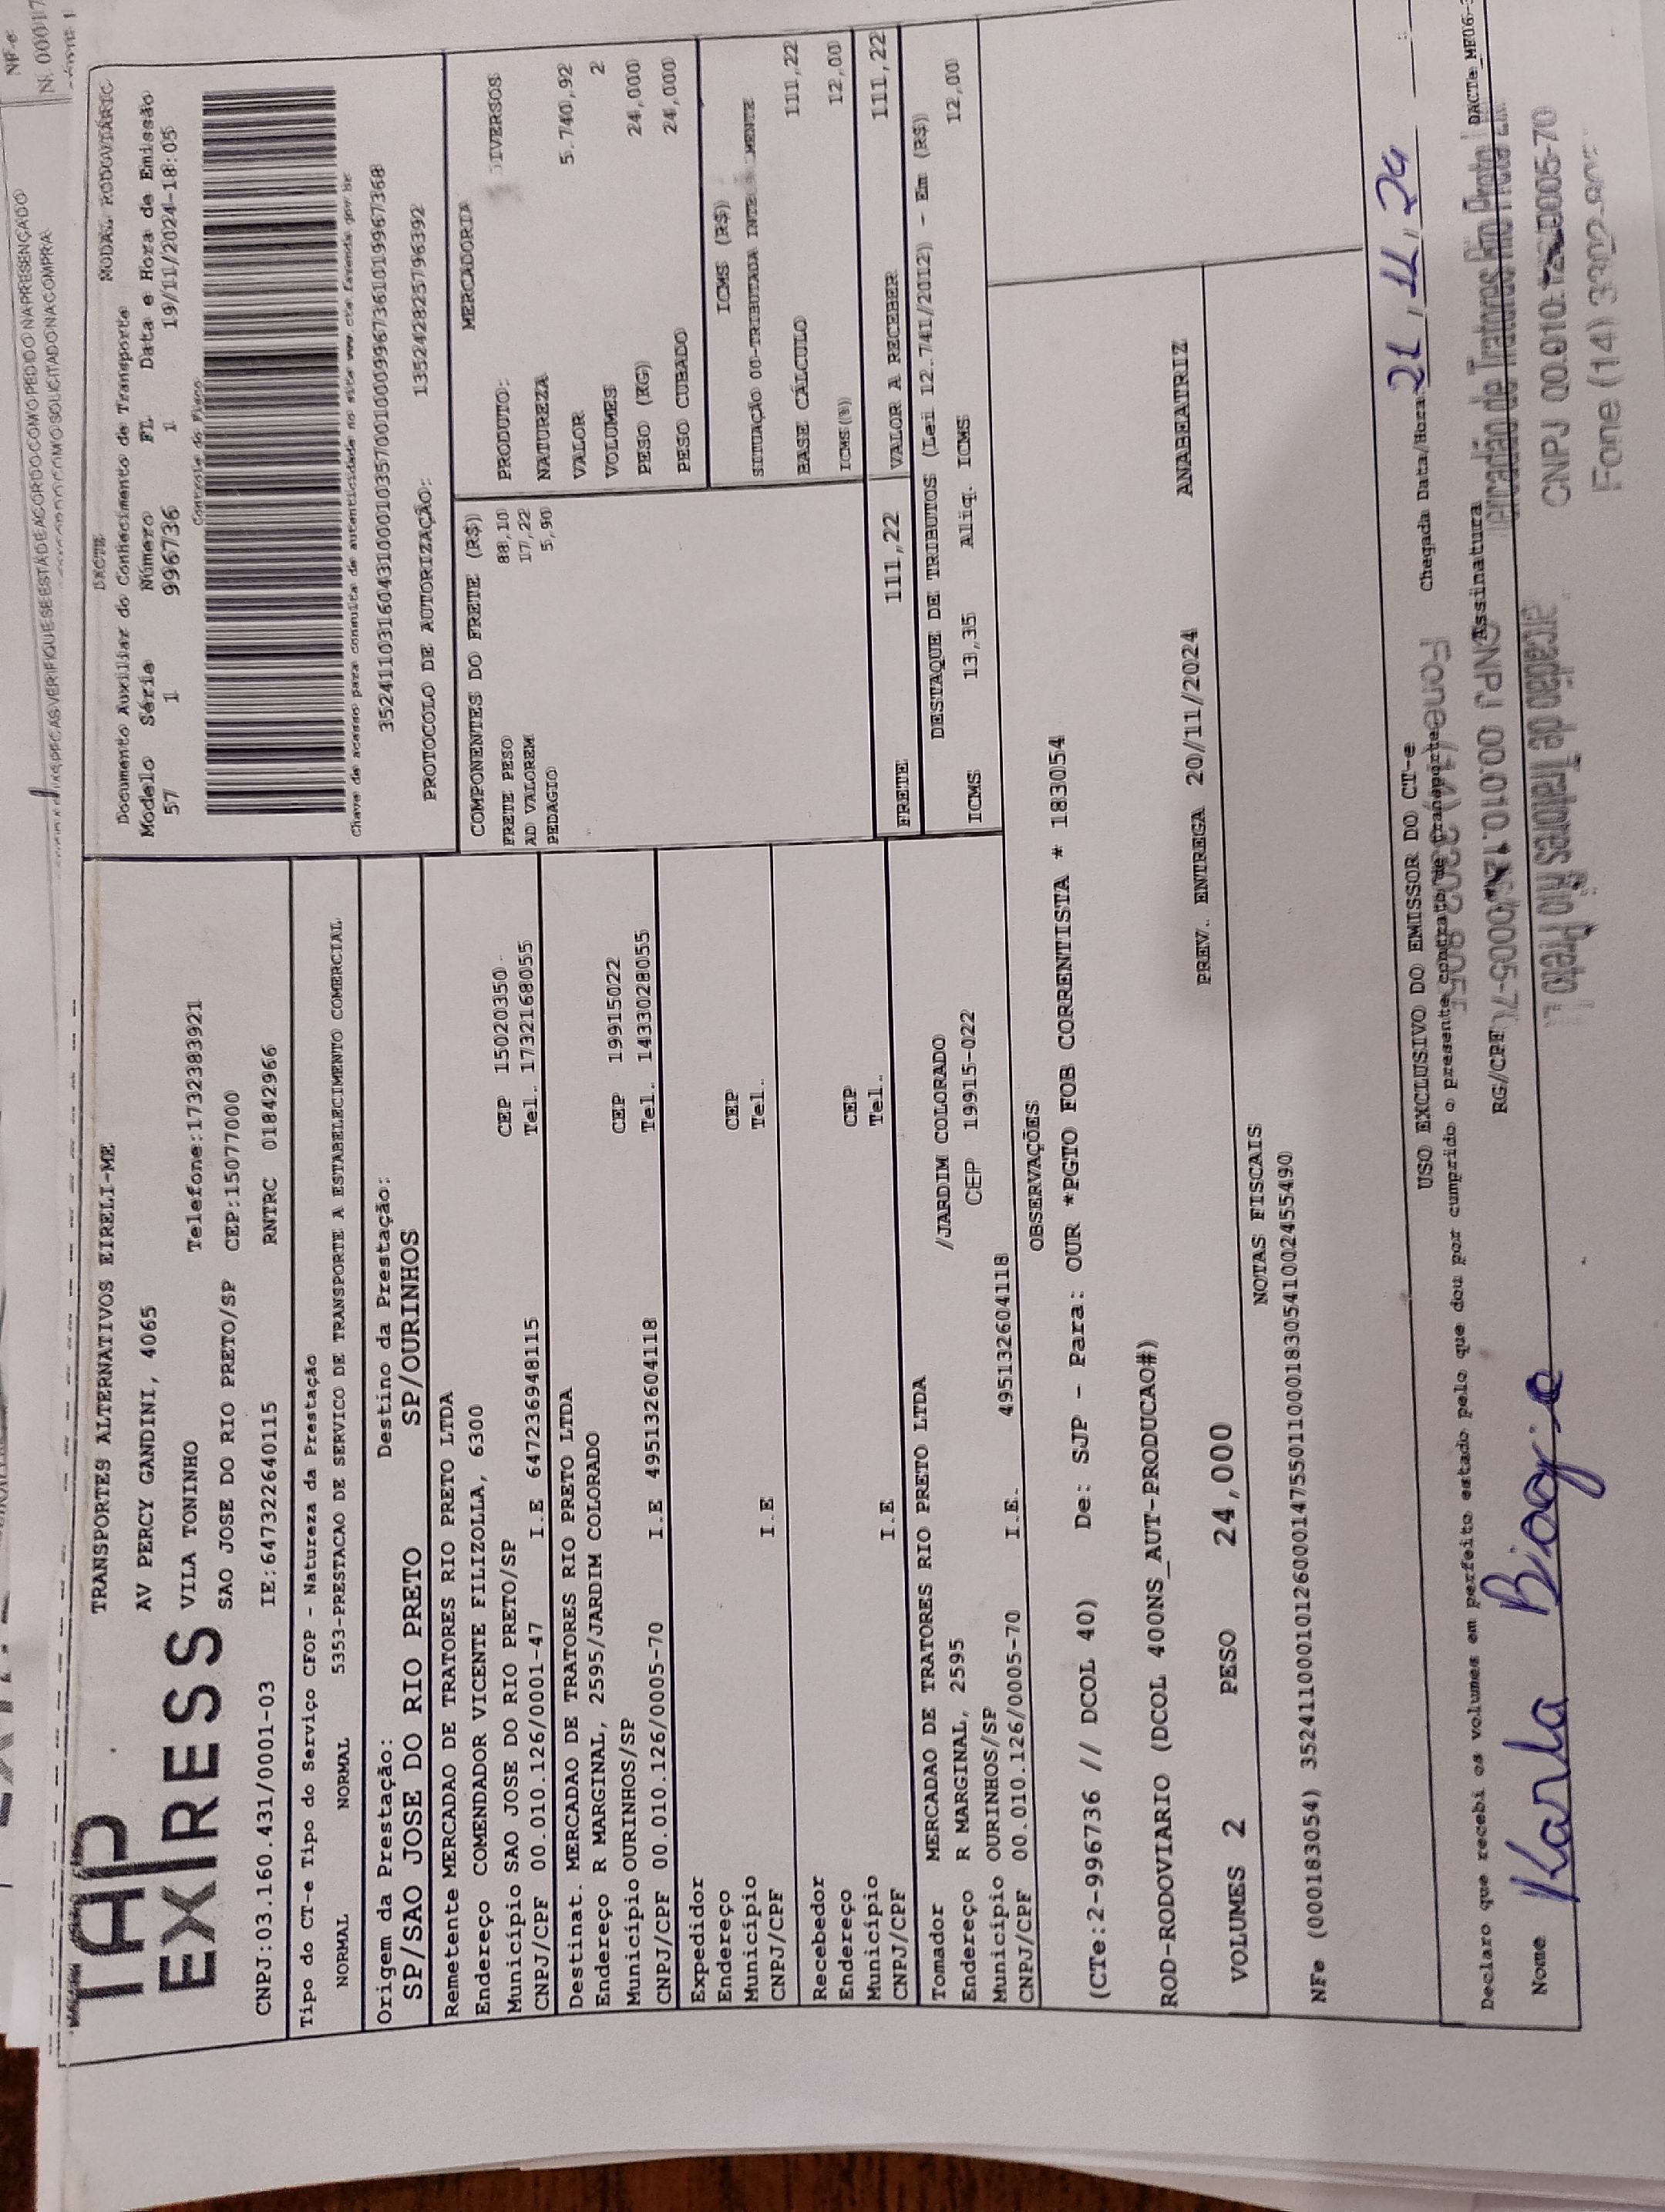 NF-e
TAP
EXPRESS
TRANSPORTES ALTERNATIVOS EIRELI-ME
AV PERCY GANDINI, 4065
VILA TONINHO
Telefone:1732383921
SAO JOSE DO RIO PRETO/SP CEP:15077000
CNPJ:03.160.431/0001-03 IE:647322640115 RNTRC 01842966
DACTE MODAL RODOVIÁRIO
Documento Auxiliar do Conhecimento de Transporte
Modelo Série Número FL Data e Hora de Emissão
57 1 996736 1 19/11/2024-18:05
Controle do Fisco
Chave de acesso para consulta de autenticidade no site www.cte.fazenda.gov.br
35241103160431000103570010009967361019967368
PROTOCOLO DE AUTORIZAÇÃO: 135242825796392
Tipo do CT-e Tipo do Serviço CFOP - Natureza da Prestação
NORMAL NORMAL 5353-PRESTACAO DE SERVICO DE TRANSPORTE A ESTABELECIMENTO COMERCIAL
Origem da Prestação: Destino da Prestação:
SP/SAO JOSE DO RIO PRETO SP/OURINHOS
Remetente MERCADAO DE TRATORES RIO PRETO LTDA
Endereço COMENDADOR VICENTE FILIZOLLA, 6300
Município SAO JOSE DO RIO PRETO/SP CEP 15020350
CNPJ/CPF 00.010.126/0001-47 I.E 647236948115 Tel. 1732168055
Destinat. MERCADAO DE TRATORES RIO PRETO LTDA
Endereço R MARGINAL, 2595/JARDIM COLORADO
Município OURINHOS/SP CEP 19915022
CNPJ/CPF 00.010.126/0005-70 I.E 495132604118 Tel. 1433028055
Expedidor
Endereço
Município CEP
CNPJ/CPF I.E Tel.
Recebedor
Endereço
Município CEP
CNPJ/CPF I.E Tel.
Tomador MERCADAO DE TRATORES RIO PRETO LTDA
Endereço R MARGINAL, 2595 /JARDIM COLORADO
Município OURINHOS/SP CEP 19915-022
CNPJ/CPF 00.010.126/0005-70 I.E. 495132604118
COMPONENTES DO FRETE (R$)
FRETE PESO 88,10
AD VALOREM 17,22
PEDAGIO 5,90
MERCADORIA
PRODUTO:
NATUREZA DIVERSOS
VALOR 5.740,92
VOLUMES 2
PESO (KG) 24,000
PESO CUBADO 24,000
ICMS (R$)
SITUAÇÃO 00-TRIBUTADA
BASE CÁLCULO 111,22
ICMS(%) 12,00
FRETE 111,22 VALOR A RECEBER 111,22
DESTAQUE DE TRIBUTOS (Lei 12.741/2012) - Em (R$)
ICMS 13,35 Aliq. ICMS 12,00
OBSERVAÇÕES
(CTe:2-996736 // DCOL 40) De: SJP - Para: OUR *PGTO FOB CORRENTISTA * 183054
ROD-RODOVIARIO (DCOL 400NS_AUT-PRODUCAO#)
PREV. ENTREGA 20/11/2024 ANABEATRIZ
VOLUMES 2 PESO 24,000
NOTAS FISCAIS
NFe (000183054) 35241100010126000147550110001830541002455490
USO EXCLUSIVO DO EMISSOR DO CT-e
Declaro que recebi os volumes em perfeito estado pelo que dou por cumprido o presente contrato de transporte. Chegada Data/Hora: 21, 11, 24
Nome Karla Biagio
RG/CPF
Assinatura
DACTe
CNPJ 00.010.126/0005-70